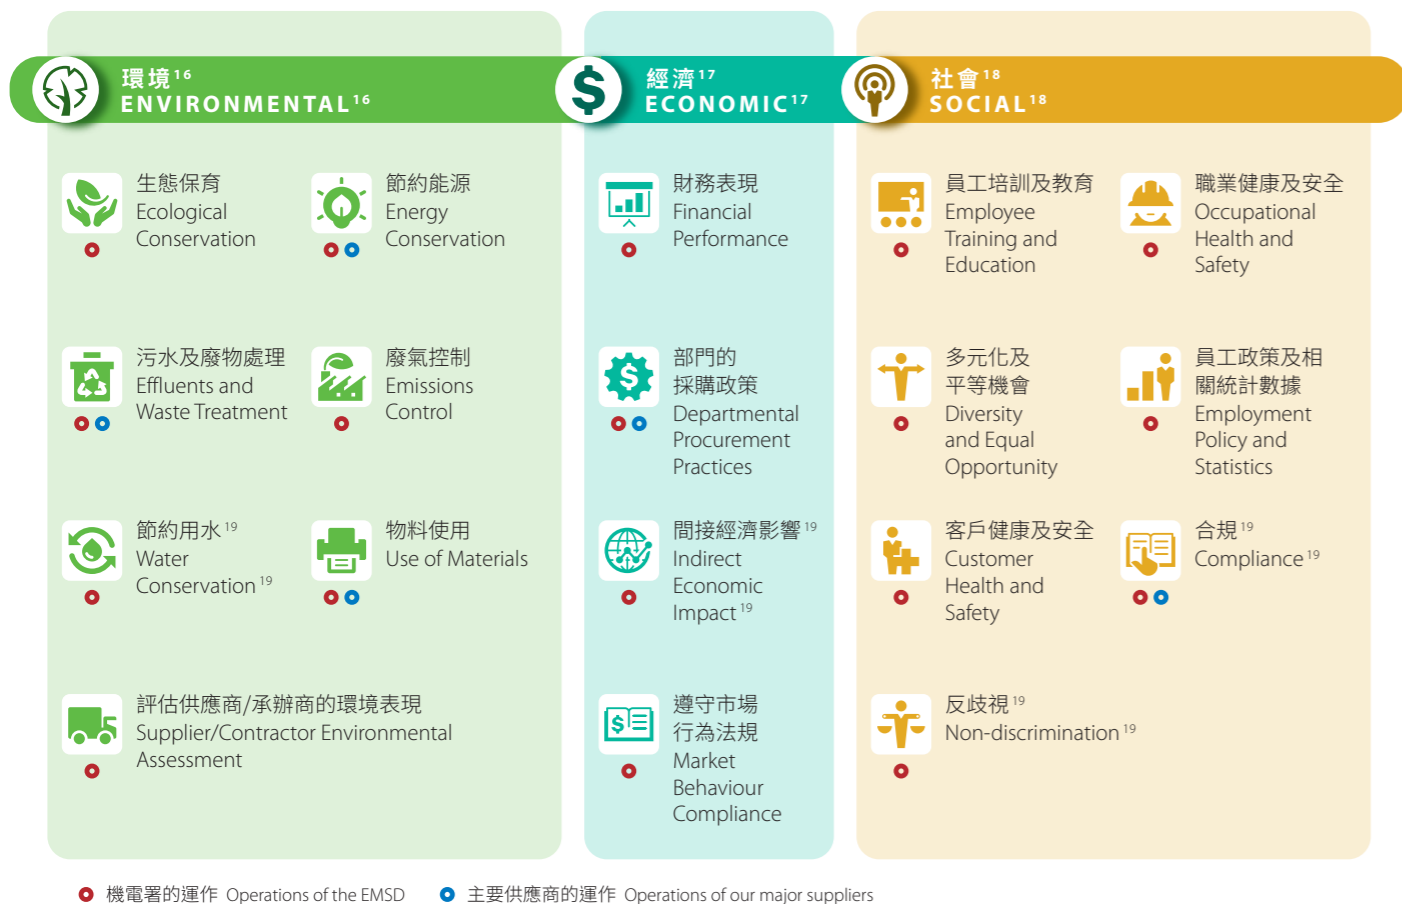 環境16
ENVIRONMENTAL16
生態保育
Ecological
Conservation
節約能源
Energy
Conservation
污水及廢物處理
Effluents and
Waste Treatment
廢氣控制
Emissions
Control
節約用水19
Water
Conservation19
物料使用
Use of Materials
評估供應商/承辦商的環境表現
Supplier/Contractor Environmental
Assessment
經濟17
ECONOMIC17
財務表現
Financial
Performance
部門的
採購政策
Departmental
Procurement
Practices
間接經濟影響19
Indirect
Economic
Impact19
遵守市場
行為法規
Market
Behaviour
Compliance
社會18
SOCIAL18
員工培訓及教育
Employee
Training and
Education
職業健康及安全
Occupational
Health and
Safety
多元化及
平等機會
Diversity
and Equal
Opportunity
員工政策及相
關統計數據
Employment
Policy and
Statistics
客戶健康及安全
Customer
Health and
Safety
合規19
Compliance19
反歧視19
Non-discrimination19
機電署的運作 Operations of the EMSD
主要供應商的運作 Operations of our major suppliers